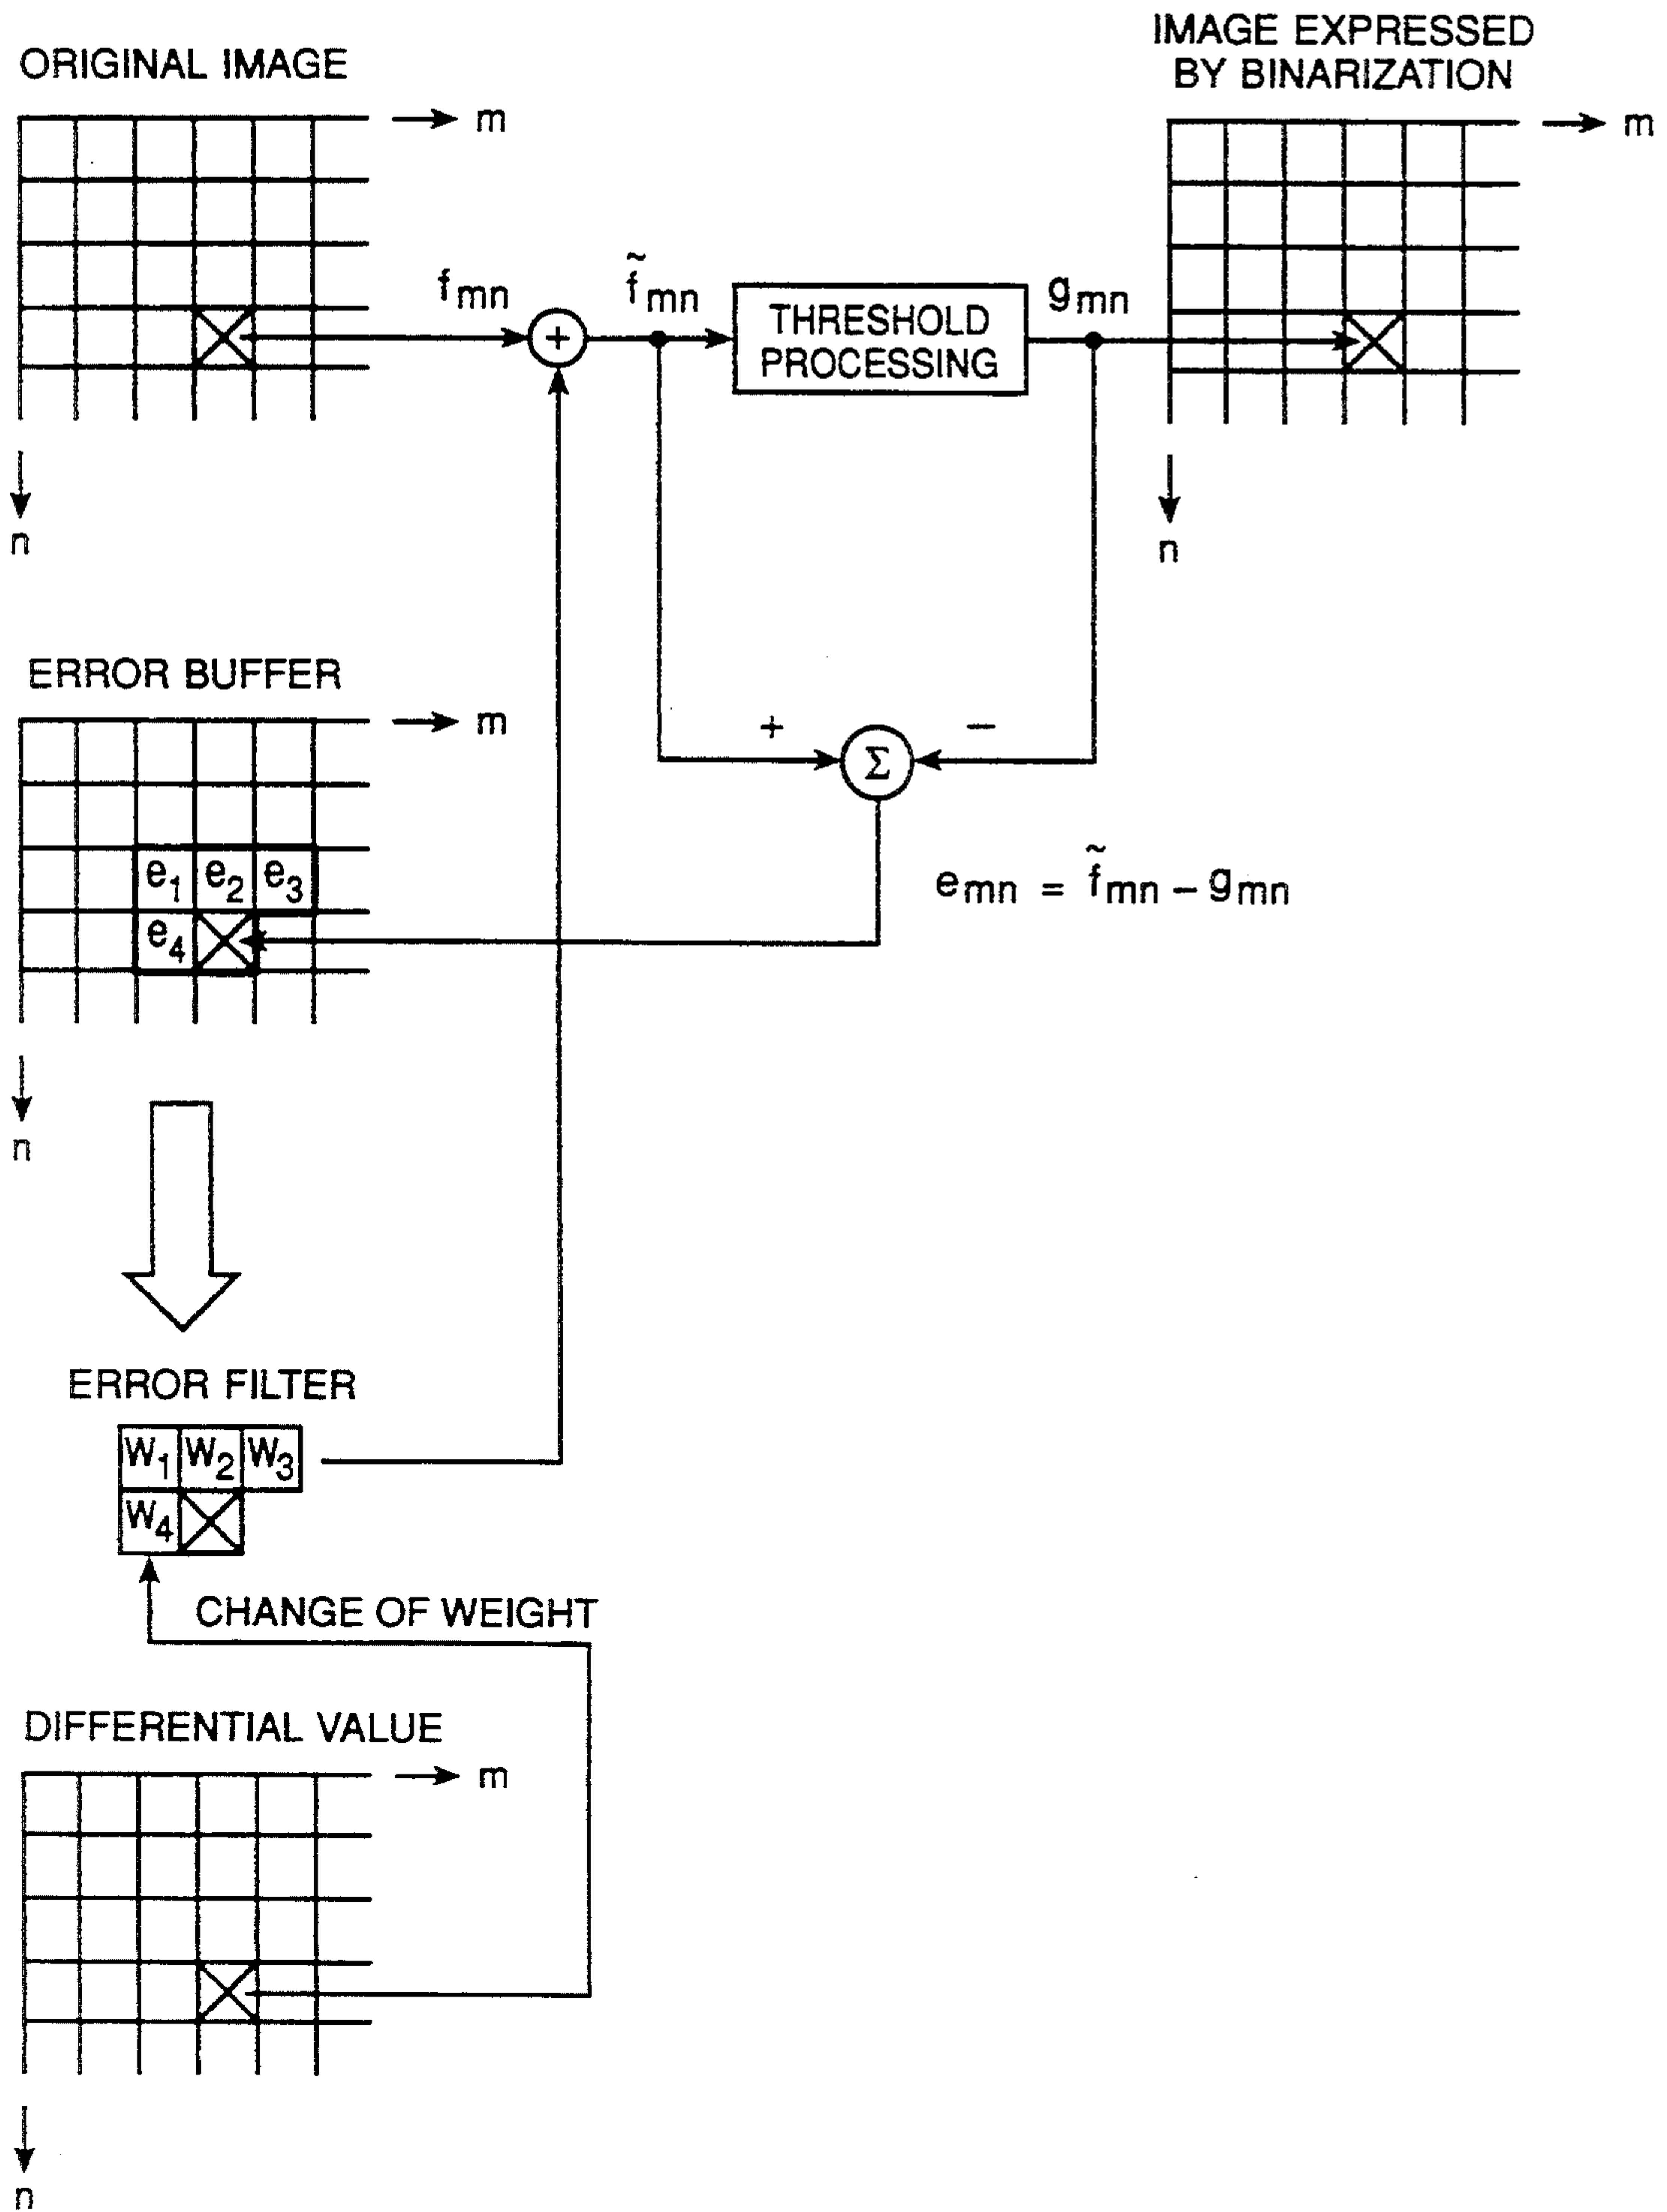 ORIGINAL IMAGE
m
n
IMAGE EXPRESSED
BY BINARIZATION
m
n
fmn
+
f̃mn
THRESHOLD
PROCESSING
gmn
+
−
Σ
emn = f̃mn − gmn
ERROR BUFFER
m
e1 e2 e3
e4
n
ERROR FILTER
W1 W2 W3
W4
CHANGE OF WEIGHT
DIFFERENTIAL VALUE
m
n